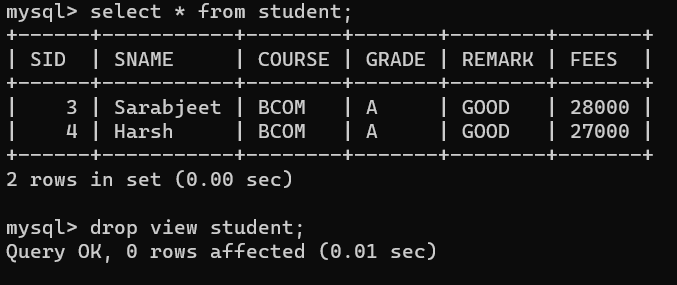 mysql> select * from student;
+------+-----------+--------+-------+--------+-------+
| SID  | SNAME     | COURSE | GRADE | REMARK | FEES  |
+------+-----------+--------+-------+--------+-------+
|    3 | Sarabjeet | BCOM   | A     | GOOD   | 28000 |
|    4 | Harsh     | BCOM   | A     | GOOD   | 27000 |
+------+-----------+--------+-------+--------+-------+
2 rows in set (0.00 sec)
mysql> drop view student;
Query OK, 0 rows affected (0.01 sec)